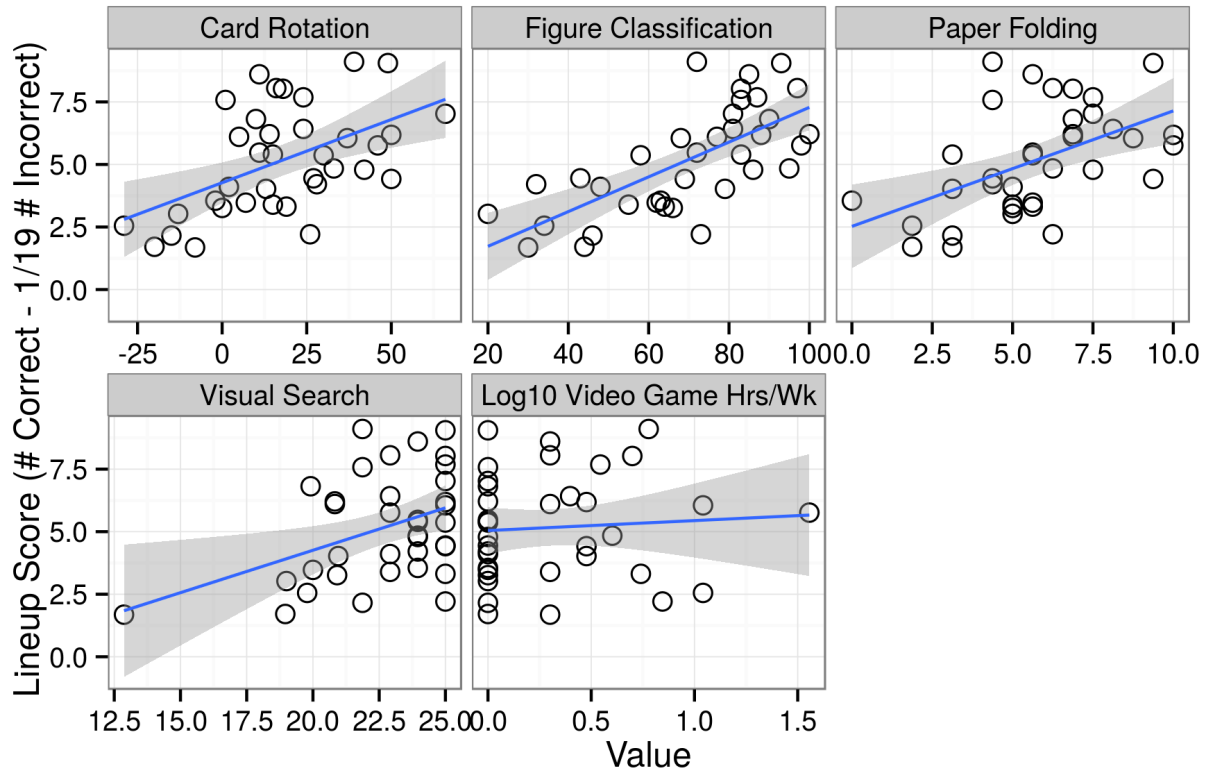 Card Rotation
Figure Classification
Paper Folding
Lineup Score (# Correct - 1/19 # Incorrect)
7.5
5.0
2.5
0.0
-25 0 25 50
20 40 60 80 100
0.0 2.5 5.0 7.5 10.0
Visual Search
Log10 Video Game Hrs/Wk
7.5
5.0
2.5
0.0
12.5 15.0 17.5 20.0 22.5 25.0
0.0 0.5 1.0 1.5
Value